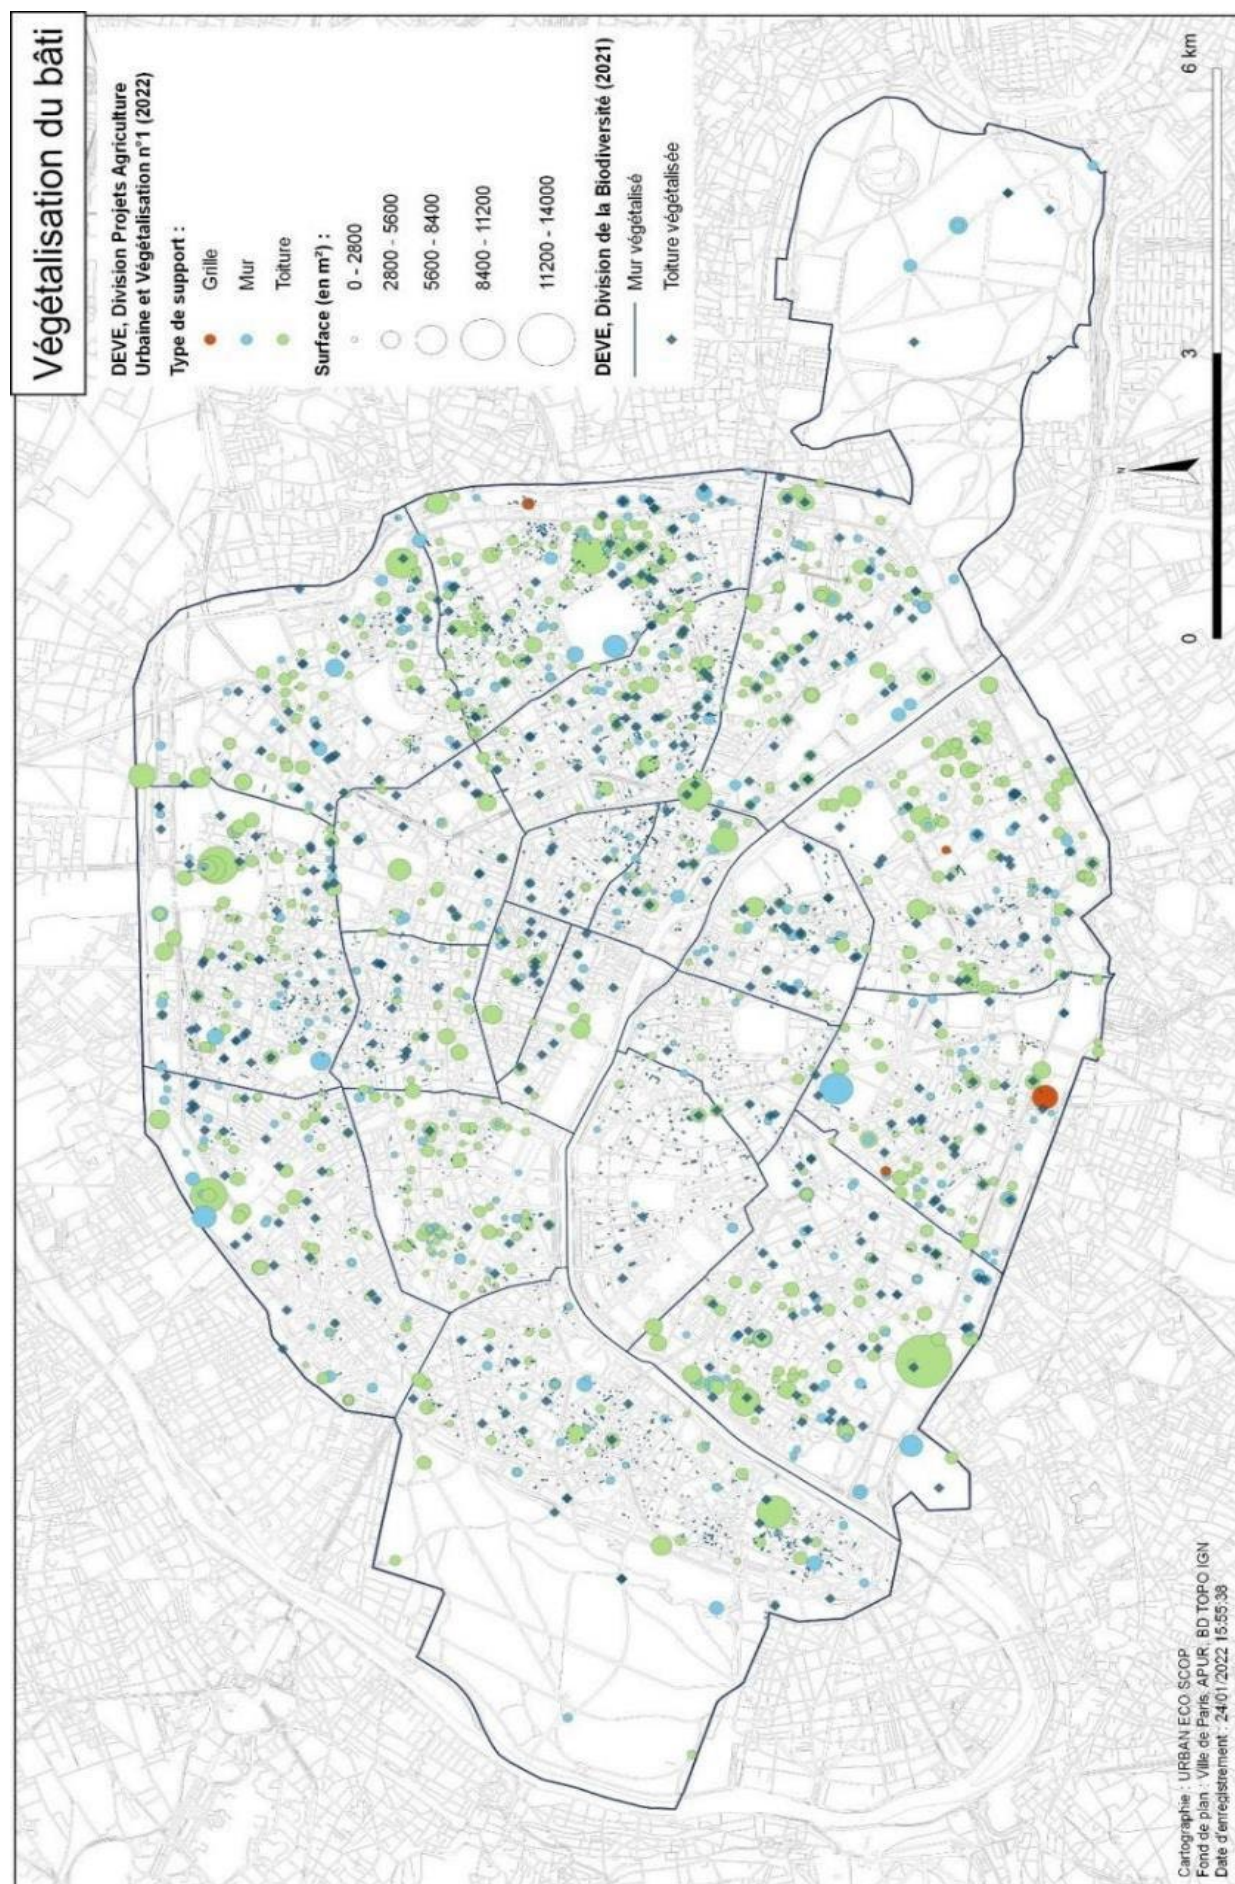 Végétalisation du bâti
DEVE, Division Projets Agriculture
Urbaine et Végétalisation n°1 (2022)
Type de support :
Grille
Mur
Toiture
Surface (en m²) :
0 - 2800
2800 - 5600
5600 - 8400
8400 - 11200
11200 - 14000
DEVE, Division de la Biodiversité (2021)
Mur végétalisé
Toiture végétalisée
N
0
3
6 km
Cartographie : URBAN ECO SCOP
Fond de plan : Ville de Paris, APUR, BD TOPO IGN
Date d'enregistrement : 24/01/2022 15:55:38